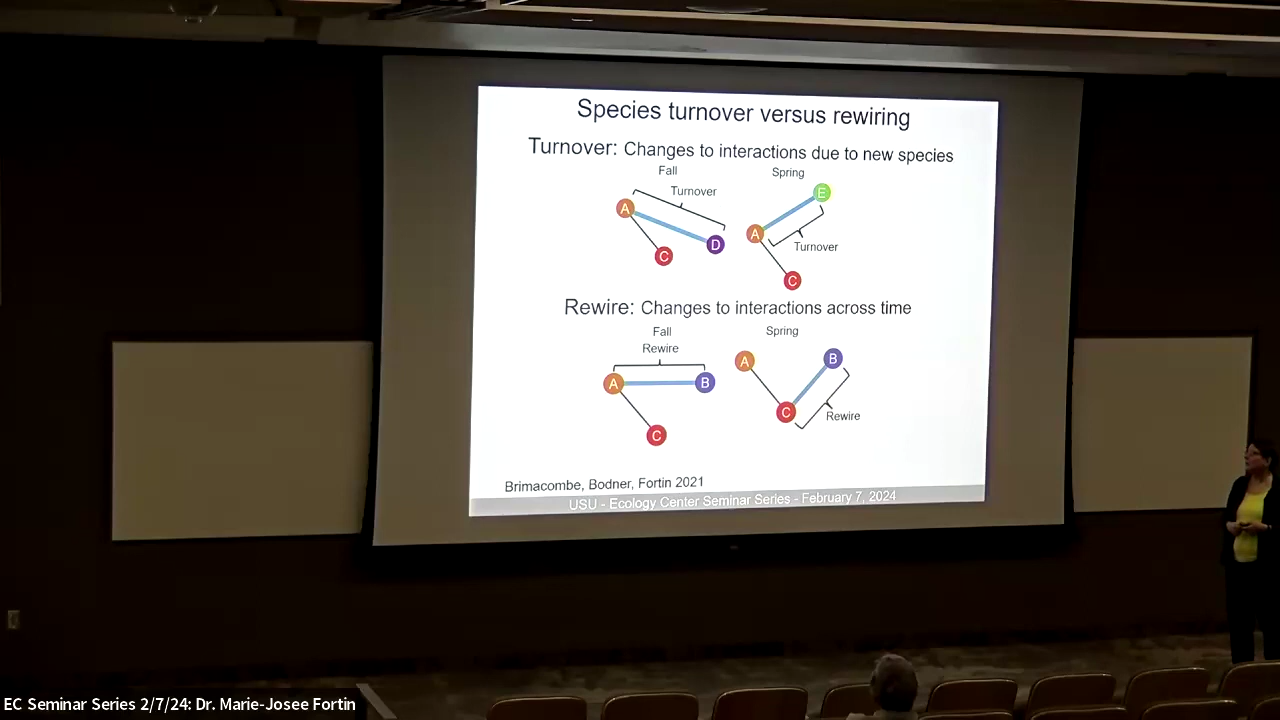 Species turnover versus rewiring
Turnover: Changes to interactions due to new species
Fall
Spring
Turnover
A
D
C
E
A
Turnover
C
Rewire: Changes to interactions across time
Fall
Spring
Rewire
A
B
C
A
B
C
Rewire
Brimacombe, Bodner, Fortin 2021
USU - Ecology Center Seminar Series - February 7, 2024
EC Seminar Series 2/7/24: Dr. Marie-Josee Fortin